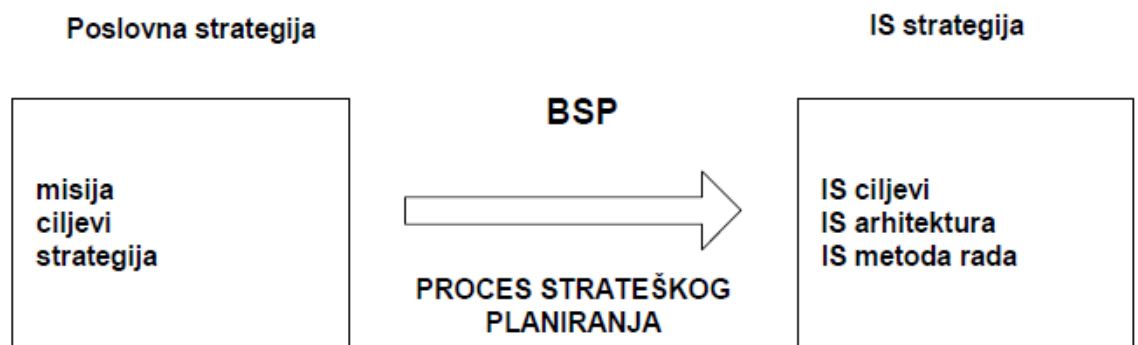 Poslovna strategija
IS strategija
BSP
misija
ciljevi
strategija
IS ciljevi
IS arhitektura
IS metoda rada
PROCES STRATEŠKOG
PLANIRANJA